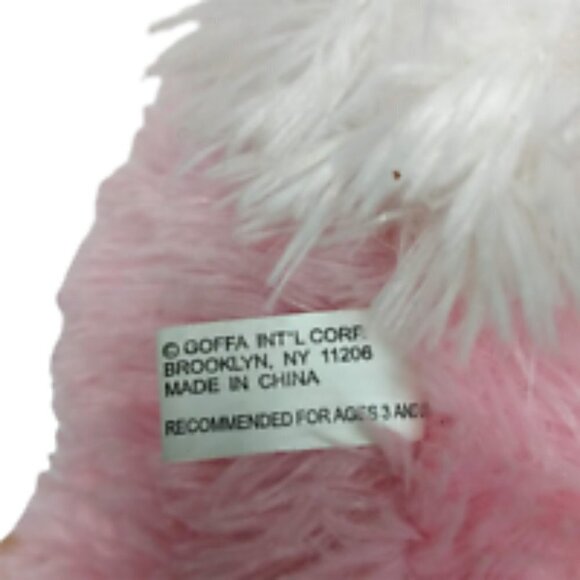 © GOFFA INT'L CORP.
BROOKLYN, NY 11206
MADE IN CHINA
RECOMMENDED FOR AGES 3 AND